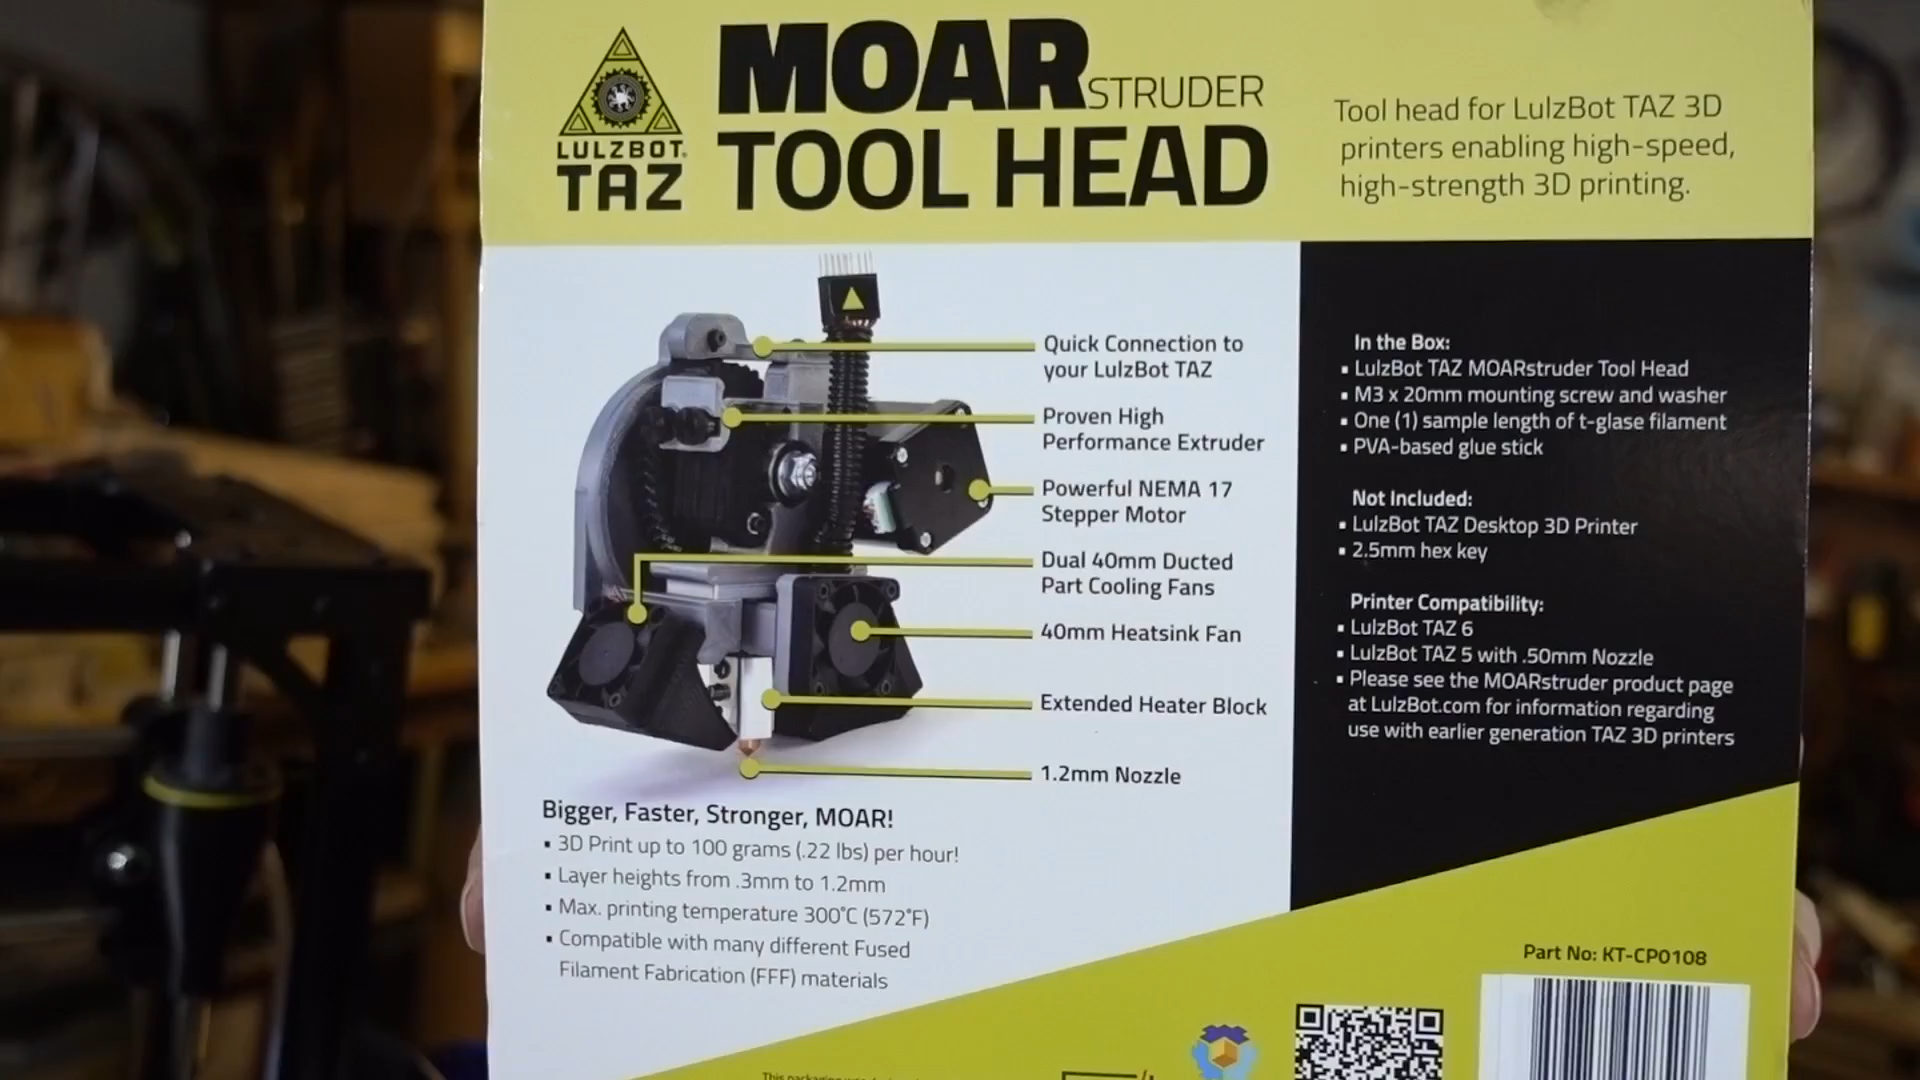 LULZBOT
TAZ
MOARSTRUDER
TOOL HEAD
Tool head for LulzBot TAZ 3D
printers enabling high-speed,
high-strength 3D printing.
Quick Connection to
your LulzBot TAZ
Proven High
Performance Extruder
Powerful NEMA 17
Stepper Motor
Dual 40mm Ducted
Part Cooling Fans
40mm Heatsink Fan
Extended Heater Block
1.2mm Nozzle
Bigger, Faster, Stronger, MOAR!
▪ 3D Print up to 100 grams (.22 lbs) per hour!
▪ Layer heights from .3mm to 1.2mm
▪ Max. printing temperature 300°C (572°F)
▪ Compatible with many different Fused
Filament Fabrication (FFF) materials
In the Box:
▪ LulzBot TAZ MOARstruder Tool Head
▪ M3 x 20mm mounting screw and washer
▪ One (1) sample length of t-glase filament
▪ PVA-based glue stick
Not Included:
▪ LulzBot TAZ Desktop 3D Printer
▪ 2.5mm hex key
Printer Compatibility:
▪ LulzBot TAZ 6
▪ LulzBot TAZ 5 with .50mm Nozzle
▪ Please see the MOARstruder product page
at LulzBot.com for information regarding
use with earlier generation TAZ 3D printers
Part No: KT-CP0108